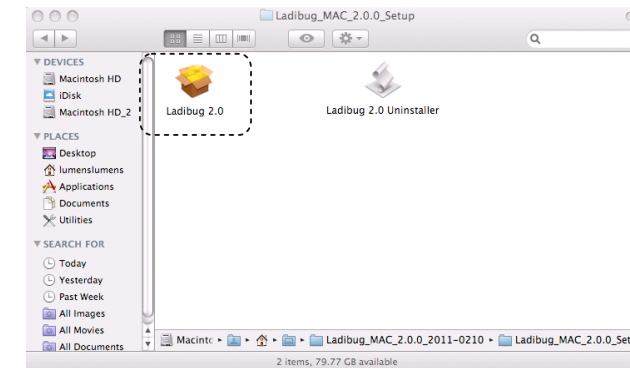 Ladibug_MAC_2.0.0_Setup
DEVICES
Macintosh HD
iDisk
Macintosh HD_2
PLACES
Desktop
lumenslumens
Applications
Documents
Utilities
SEARCH FOR
Today
Yesterday
Past Week
All Images
All Movies
All Documents
Ladibug 2.0
Ladibug 2.0 Uninstaller
Macintc Ladibug_MAC_2.0.0_2011-0210 Ladibug_MAC_2.0.0_Set
2 items, 79.77 GB available